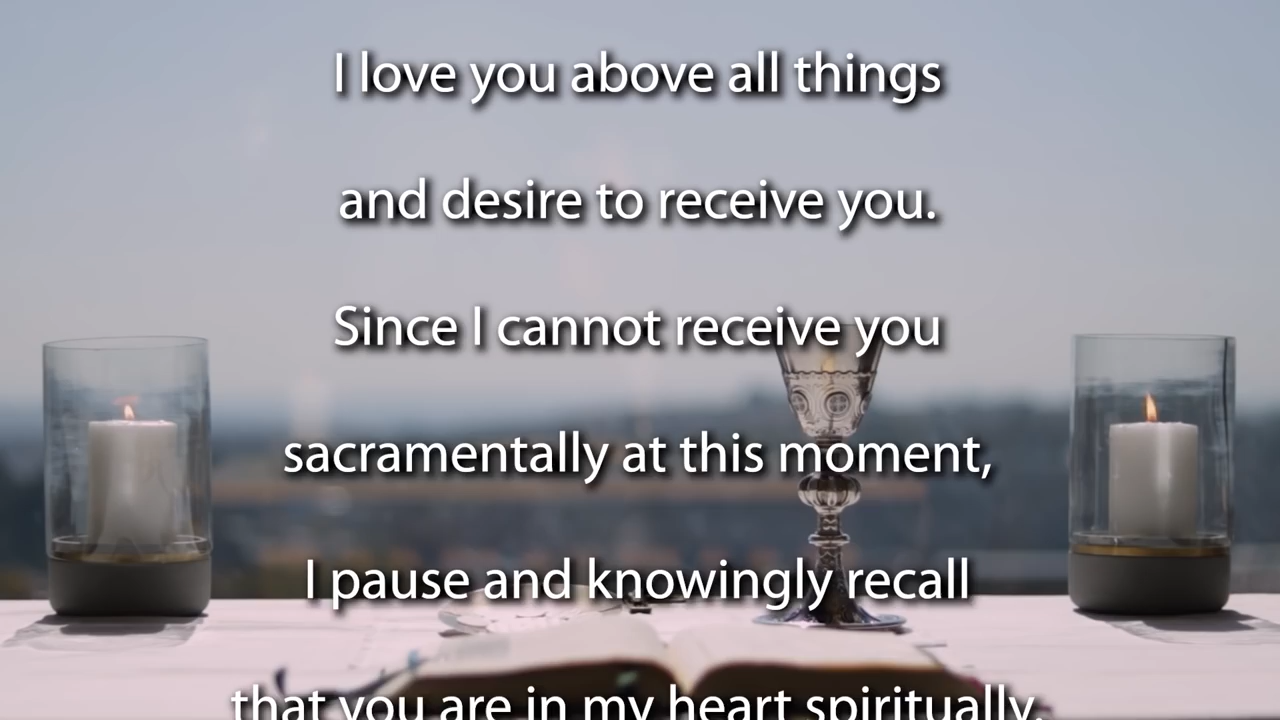 I love you above all things
and desire to receive you.
Since I cannot receive you
sacramentally at this moment,
I pause and knowingly recall
that you are in my heart spiritually.